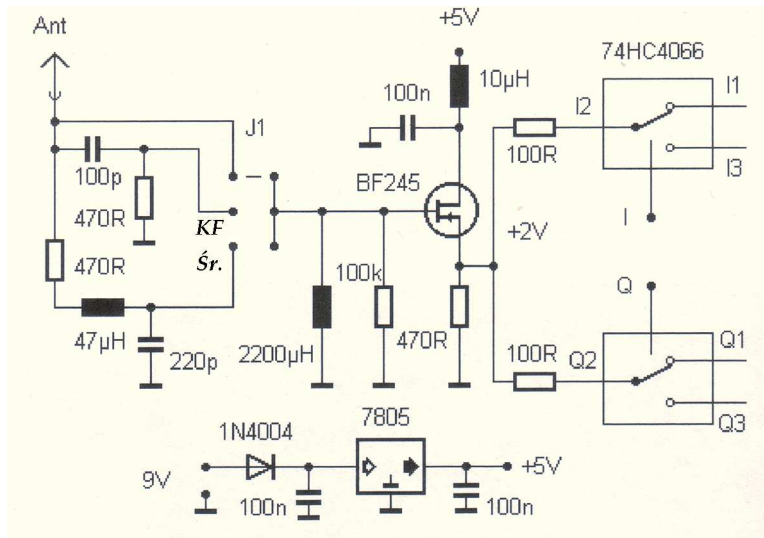 Ant
+5V
74HC4066
10µH
100n
I2
I1
J1
100R
I3
100p
BF245
470R
KF
I
+2V
Śr.
470R
100k
Q
47µH
220p
2200µH
470R
100R
Q2
Q1
Q3
1N4004
7805
9V
+5V
100n
100n